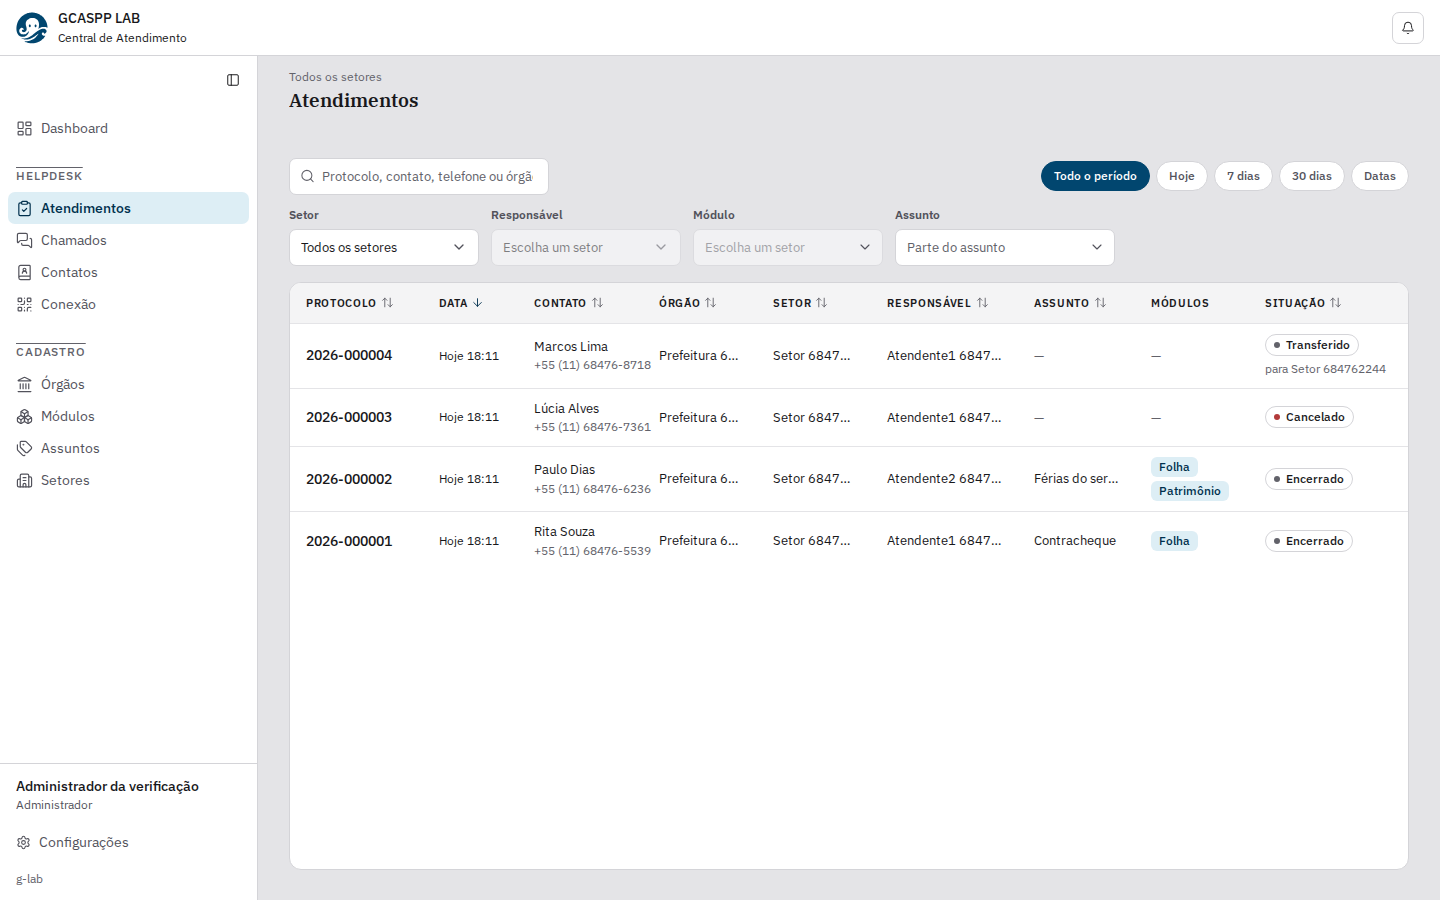 GCASPP LAB
Central de Atendimento
Dashboard
HELPDESK
Atendimentos
Chamados
Contatos
Conexão
CADASTRO
Órgãos
Módulos
Assuntos
Setores
Administrador da verificação
Administrador
Configurações
g-lab
Todos os setores
Atendimentos
Protocolo, contato, telefone ou órgã
Todo o período Hoje 7 dias 30 dias Datas
Setor Responsável Módulo Assunto
Todos os setores Escolha um setor Escolha um setor Parte do assunto
PROTOCOLO DATA CONTATO ÓRGÃO SETOR RESPONSÁVEL ASSUNTO MÓDULOS SITUAÇÃO
2026-000004 Hoje 18:11 Marcos Lima Prefeitura 6... Setor 6847... Atendente1 6847... — — Transferido
+55 (11) 68476-8718 para Setor 684762244
2026-000003 Hoje 18:11 Lúcia Alves Prefeitura 6... Setor 6847... Atendente1 6847... — — Cancelado
+55 (11) 68476-7361
2026-000002 Hoje 18:11 Paulo Dias Prefeitura 6... Setor 6847... Atendente2 6847... Férias do ser... Folha Encerrado
+55 (11) 68476-6236 Patrimônio
2026-000001 Hoje 18:11 Rita Souza Prefeitura 6... Setor 6847... Atendente1 6847... Contracheque Folha Encerrado
+55 (11) 68476-5539